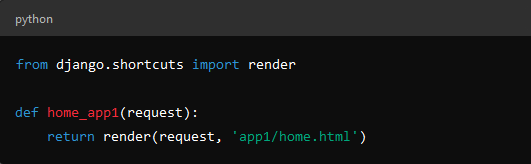 python
from django.shortcuts import render
def home_app1(request):
    return render(request, 'app1/home.html')